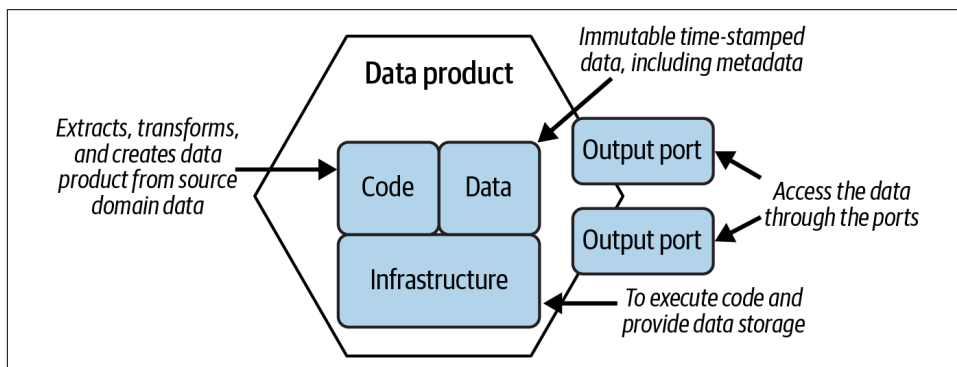 Data product
Immutable time-stamped
data, including metadata
Extracts, transforms,
and creates data
product from source
domain data
Code
Data
Infrastructure
Output port
Output port
Access the data
through the ports
To execute code and
provide data storage